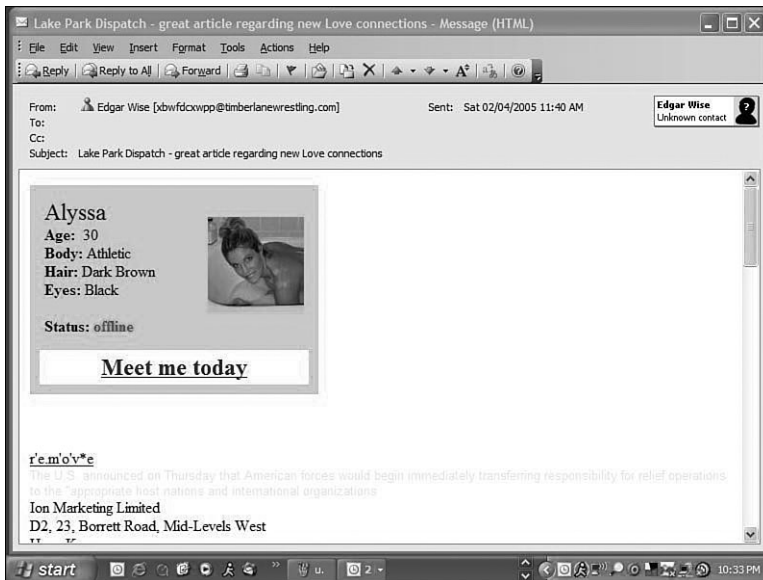 Lake Park Dispatch - great article regarding new Love connections - Message (HTML)
File Edit View Insert Format Tools Actions Help
Reply Reply to All Forward
From: Edgar Wise [xbwfdcxwpp@timberlanewrestling.com] Sent: Sat 02/04/2005 11:40 AM
Edgar Wise
Unknown contact
To:
Cc:
Subject: Lake Park Dispatch - great article regarding new Love connections
Alyssa
Age: 30
Body: Athletic
Hair: Dark Brown
Eyes: Black
Status: offline
Meet me today
r'e.m'o'v*e
The U.S. announced on Thursday that American forces would begin immediately transferring responsibility for relief operations
to the "appropriate host nations and international organizations
Ion Marketing Limited
D2, 23, Borrett Road, Mid-Levels West
start u. 2 10:33 PM